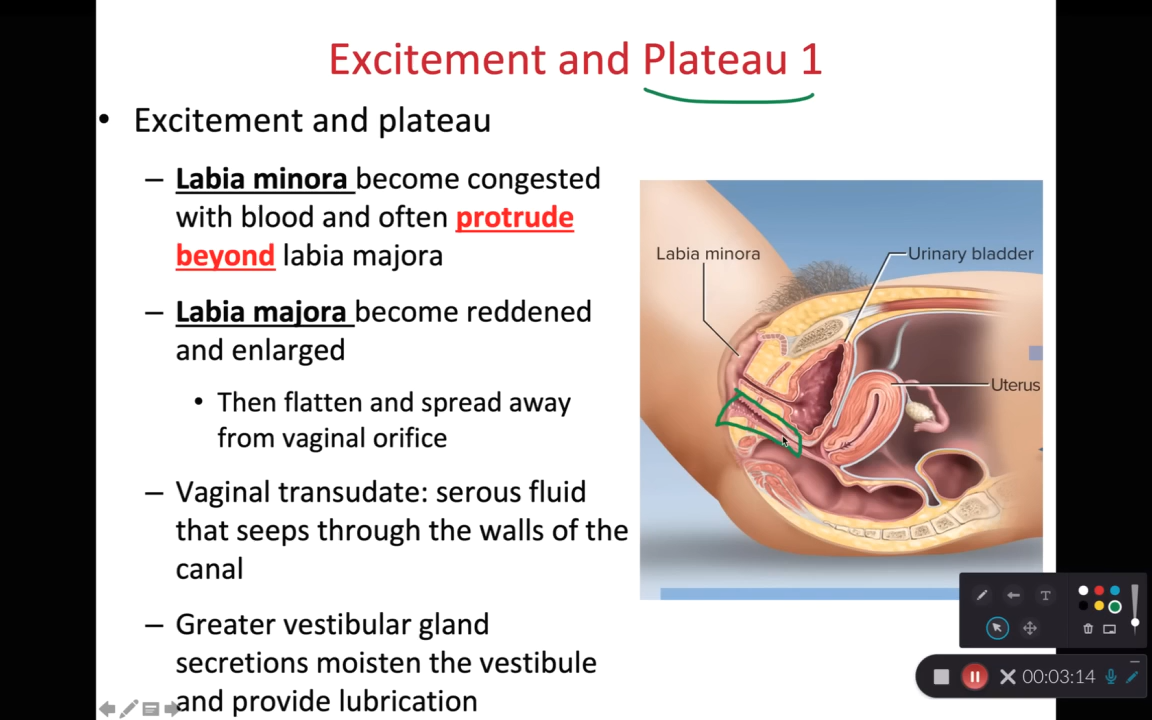 Excitement and Plateau 1
• Excitement and plateau
– Labia minora become congested
with blood and often protrude
beyond labia majora
– Labia majora become reddened
and enlarged
• Then flatten and spread away
from vaginal orifice
– Vaginal transudate: serous fluid
that seeps through the walls of the
canal
– Greater vestibular gland
secretions moisten the vestibule
and provide lubrication
Labia minora
Urinary bladder
Uterus
T
00:03:14